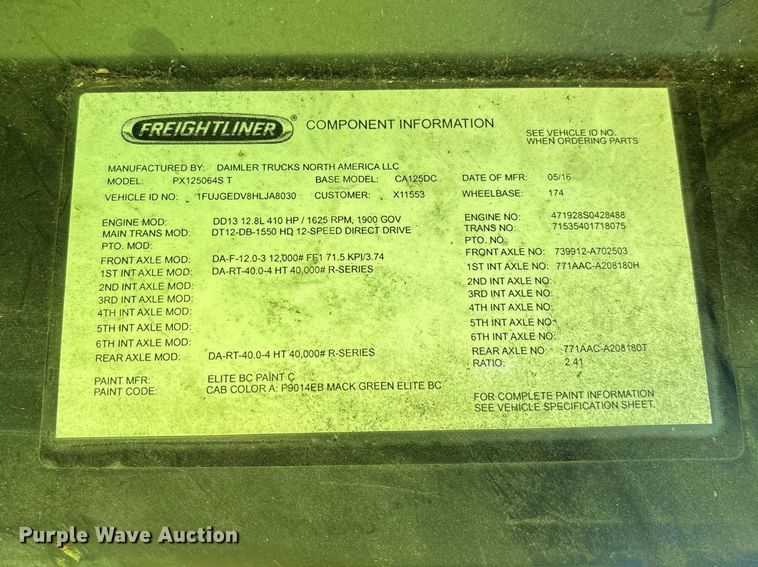 FREIGHTLINER ® COMPONENT INFORMATION
SEE VEHICLE ID NO.
WHEN ORDERING PARTS
MANUFACTURED BY: DAIMLER TRUCKS NORTH AMERICA LLC
MODEL: PX125064S T BASE MODEL: CA125DC DATE OF MFR: 05/16
VEHICLE ID NO: 1FUJGEDV8HLJA8030 CUSTOMER: X11553 WHEELBASE: 174
ENGINE MOD: DD13 12.8L 410 HP / 1625 RPM, 1900 GOV ENGINE NO: 471928S0428488
MAIN TRANS MOD: DT12-DB-1550 HD 12-SPEED DIRECT DRIVE TRANS NO: 71535401718075
PTO. MOD: PTO. NO:
FRONT AXLE MOD: DA-F-12.0-3 12,000# FF1 71.5 KPI/3.74 FRONT AXLE NO: 739912-A702503
1ST INT AXLE MOD: DA-RT-40.0-4 HT 40,000# R-SERIES 1ST INT AXLE NO: 771AAC-A208180H
2ND INT AXLE MOD: 2ND INT AXLE NO:
3RD INT AXLE MOD: 3RD INT AXLE NO:
4TH INT AXLE MOD: 4TH INT AXLE NO:
5TH INT AXLE MOD: 5TH INT AXLE NO:
6TH INT AXLE MOD: 6TH INT AXLE NO:
REAR AXLE MOD: DA-RT-40.0-4 HT 40,000# R-SERIES REAR AXLE NO: 771AAC-A208180T
RATIO: 2.41
PAINT MFR: ELITE BC PAINT C
PAINT CODE: CAB COLOR A: P9014EB MACK GREEN ELITE BC
FOR COMPLETE PAINT INFORMATION
SEE VEHICLE SPECIFICATION SHEET.
Purple Wave Auction